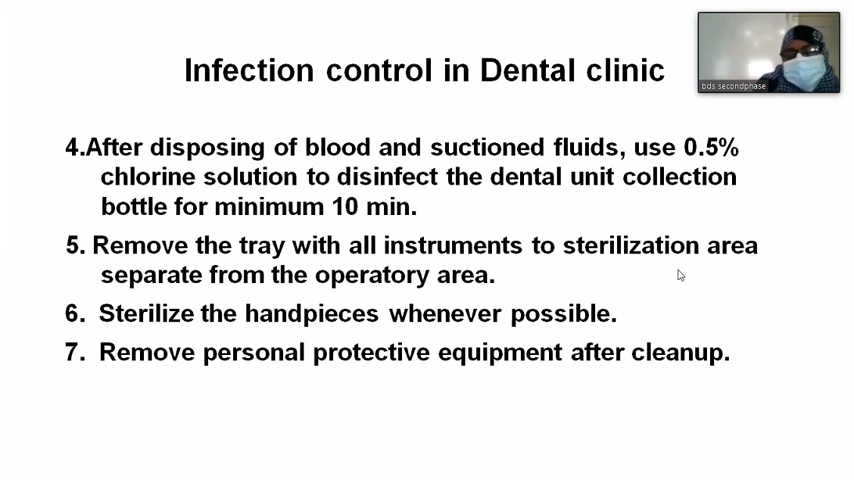 Infection control in Dental clinic
bds secondphase
4.After disposing of blood and suctioned fluids, use 0.5%
chlorine solution to disinfect the dental unit collection
bottle for minimum 10 min.
5. Remove the tray with all instruments to sterilization area
separate from the operatory area.
6. Sterilize the handpieces whenever possible.
7. Remove personal protective equipment after cleanup.